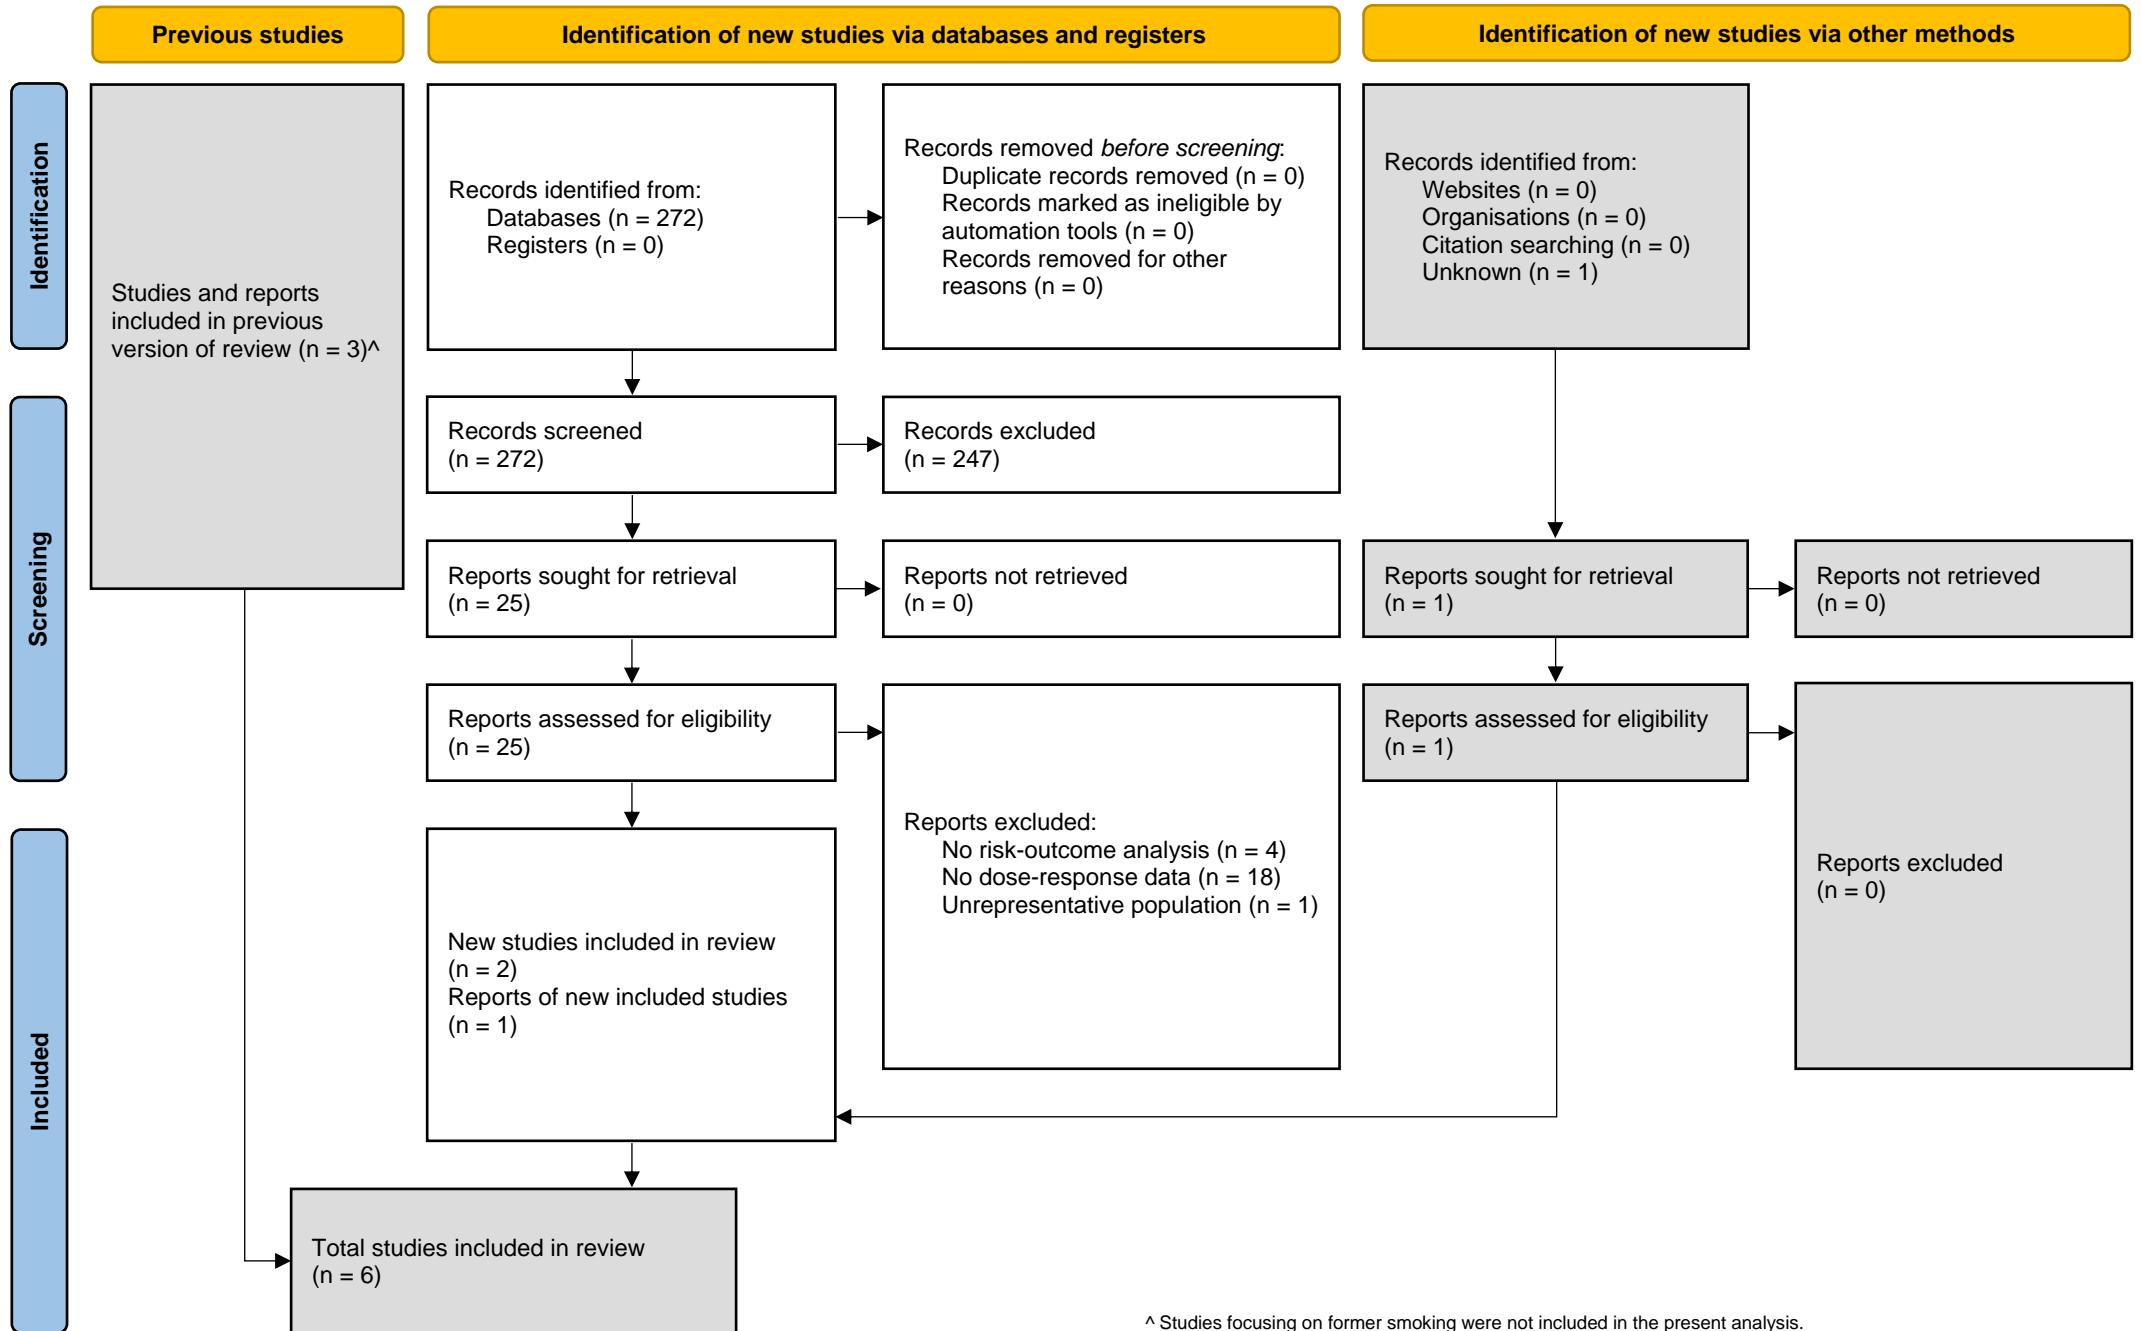 Previous studies
Identification of new studies via databases and registers
Identification of new studies via other methods
Identification
Studies and reports
included in previous
version of review (n = 3)^
Records identified from:
Databases (n = 272)
Registers (n = 0)
Records removed before screening:
Duplicate records removed (n = 0)
Records marked as ineligible by
automation tools (n = 0)
Records removed for other
reasons (n = 0)
Records identified from:
Websites (n = 0)
Organisations (n = 0)
Citation searching (n = 0)
Unknown (n = 1)
Screening
Records screened
(n = 272)
Records excluded
(n = 247)
Reports sought for retrieval
(n = 25)
Reports not retrieved
(n = 0)
Reports sought for retrieval
(n = 1)
Reports not retrieved
(n = 0)
Reports assessed for eligibility
(n = 25)
Reports excluded:
No risk-outcome analysis (n = 4)
No dose-response data (n = 18)
Unrepresentative population (n = 1)
Reports assessed for eligibility
(n = 1)
Reports excluded
(n = 0)
Included
New studies included in review
(n = 2)
Reports of new included studies
(n = 1)
Total studies included in review
(n = 6)
^ Studies focusing on former smoking were not included in the present analysis.